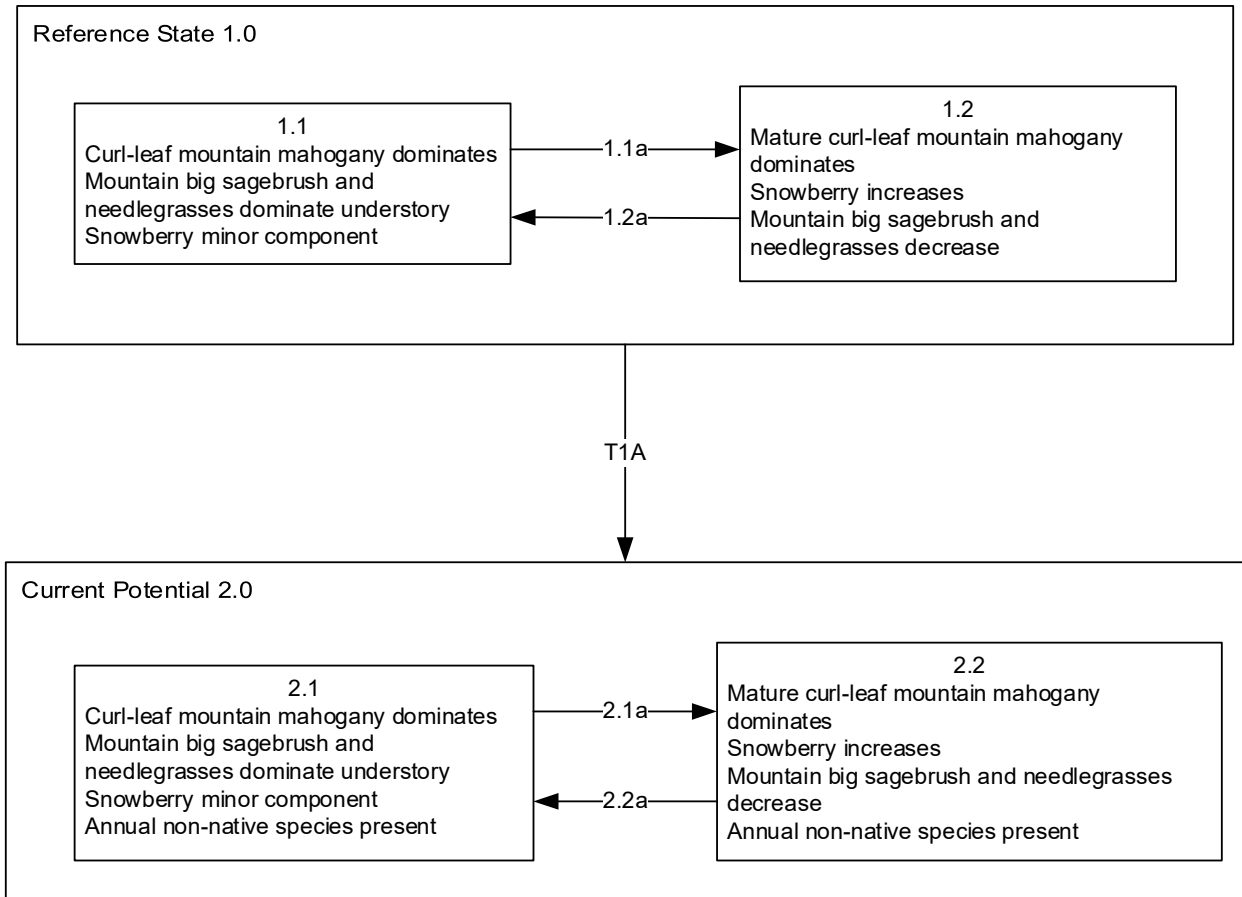 Reference State 1.0
1.1
Curl-leaf mountain mahogany dominates
Mountain big sagebrush and
needlegrasses dominate understory
Snowberry minor component
1.1a
1.2a
1.2
Mature curl-leaf mountain mahogany
dominates
Snowberry increases
Mountain big sagebrush and
needlegrasses decrease
T1A
Current Potential 2.0
2.1
Curl-leaf mountain mahogany dominates
Mountain big sagebrush and
needlegrasses dominate understory
Snowberry minor component
Annual non-native species present
2.1a
2.2a
2.2
Mature curl-leaf mountain mahogany
dominates
Snowberry increases
Mountain big sagebrush and needlegrasses
decrease
Annual non-native species present